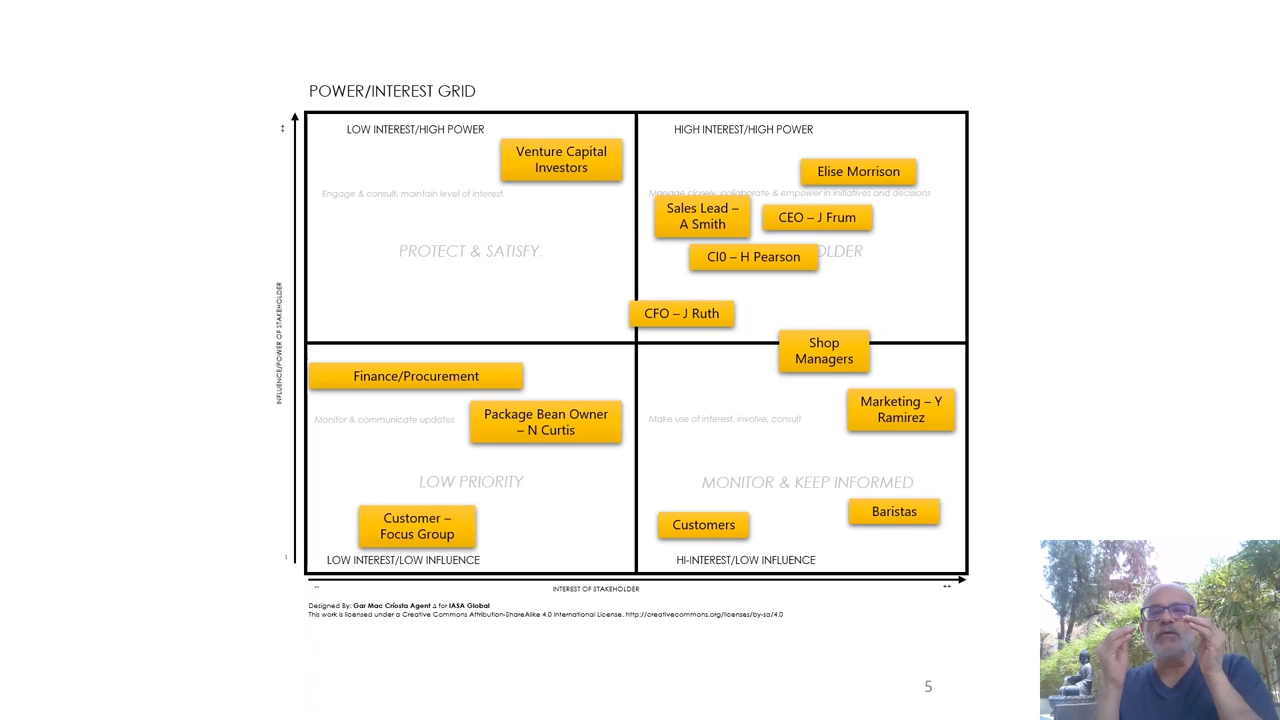 POWER/INTEREST GRID
LOW INTEREST/HIGH POWER
HIGH INTEREST/HIGH POWER
Venture Capital
Investors
Elise Morrison
Engage & consult, maintain level of interest.
Manage closely, collaborate & empower in initiatives and decisions
Sales Lead –
A Smith
CEO – J Frum
PROTECT & SATISFY.
CI0 – H Pearson
OLDER
CFO – J Ruth
INFLUENCE/POWER OF STAKEHOLDER
Shop
Managers
Finance/Procurement
Marketing – Y
Ramirez
Package Bean Owner
– N Curtis
Monitor & communicate updates
Make use of interest, involve, consult
LOW PRIORITY
MONITOR & KEEP INFORMED
Customer –
Focus Group
Customers
Baristas
LOW INTEREST/LOW INFLUENCE
HI-INTEREST/LOW INFLUENCE
INTEREST OF STAKEHOLDER
++
Designed By: Gar Mac Críosta Agent Δ for IASA Global
This work is licensed under a Creative Commons Attribution-ShareAlike 4.0 International License. http://creativecommons.org/licenses/by-sa/4.0
5